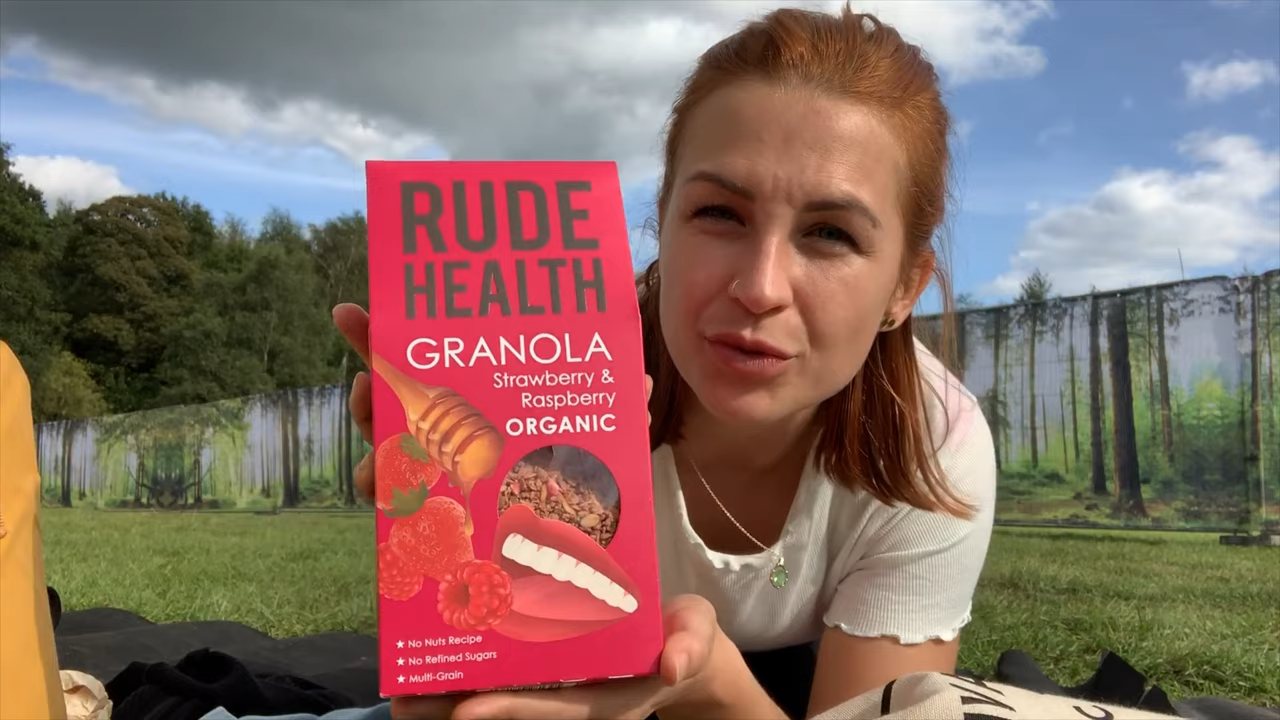 RUDE
HEALTH
GRANOLA
Strawberry &
Raspberry
ORGANIC
★ No Nuts Recipe
★ No Refined Sugars
★ Multi-Grain